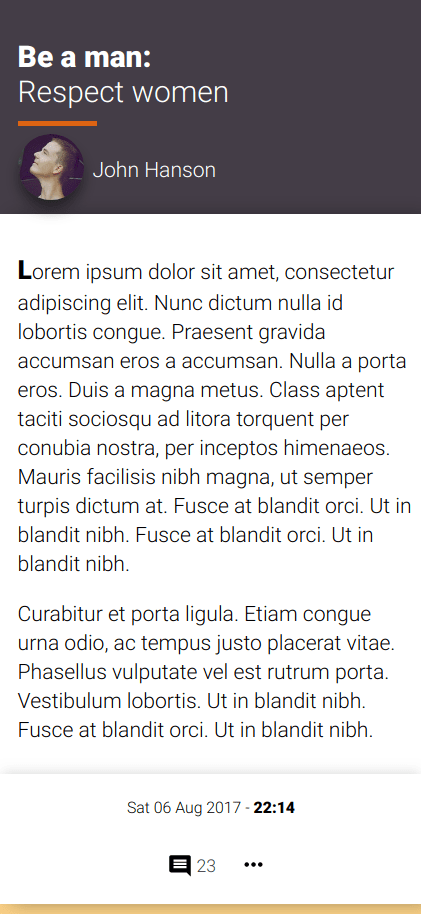 Be a man:
Respect women
John Hanson
Lorem ipsum dolor sit amet, consectetur
adipiscing elit. Nunc dictum nulla id
lobortis congue. Praesent gravida
accumsan eros a accumsan. Nulla a porta
eros. Duis a magna metus. Class aptent
taciti sociosqu ad litora torquent per
conubia nostra, per inceptos himenaeos.
Mauris facilisis nibh magna, ut semper
turpis dictum at. Fusce at blandit orci. Ut in
blandit nibh. Fusce at blandit orci. Ut in
blandit nibh.
Curabitur et porta ligula. Etiam congue
urna odio, ac tempus justo placerat vitae.
Phasellus vulputate vel est rutrum porta.
Vestibulum lobortis. Ut in blandit nibh.
Fusce at blandit orci. Ut in blandit nibh.
Sat 06 Aug 2017 - 22:14
23